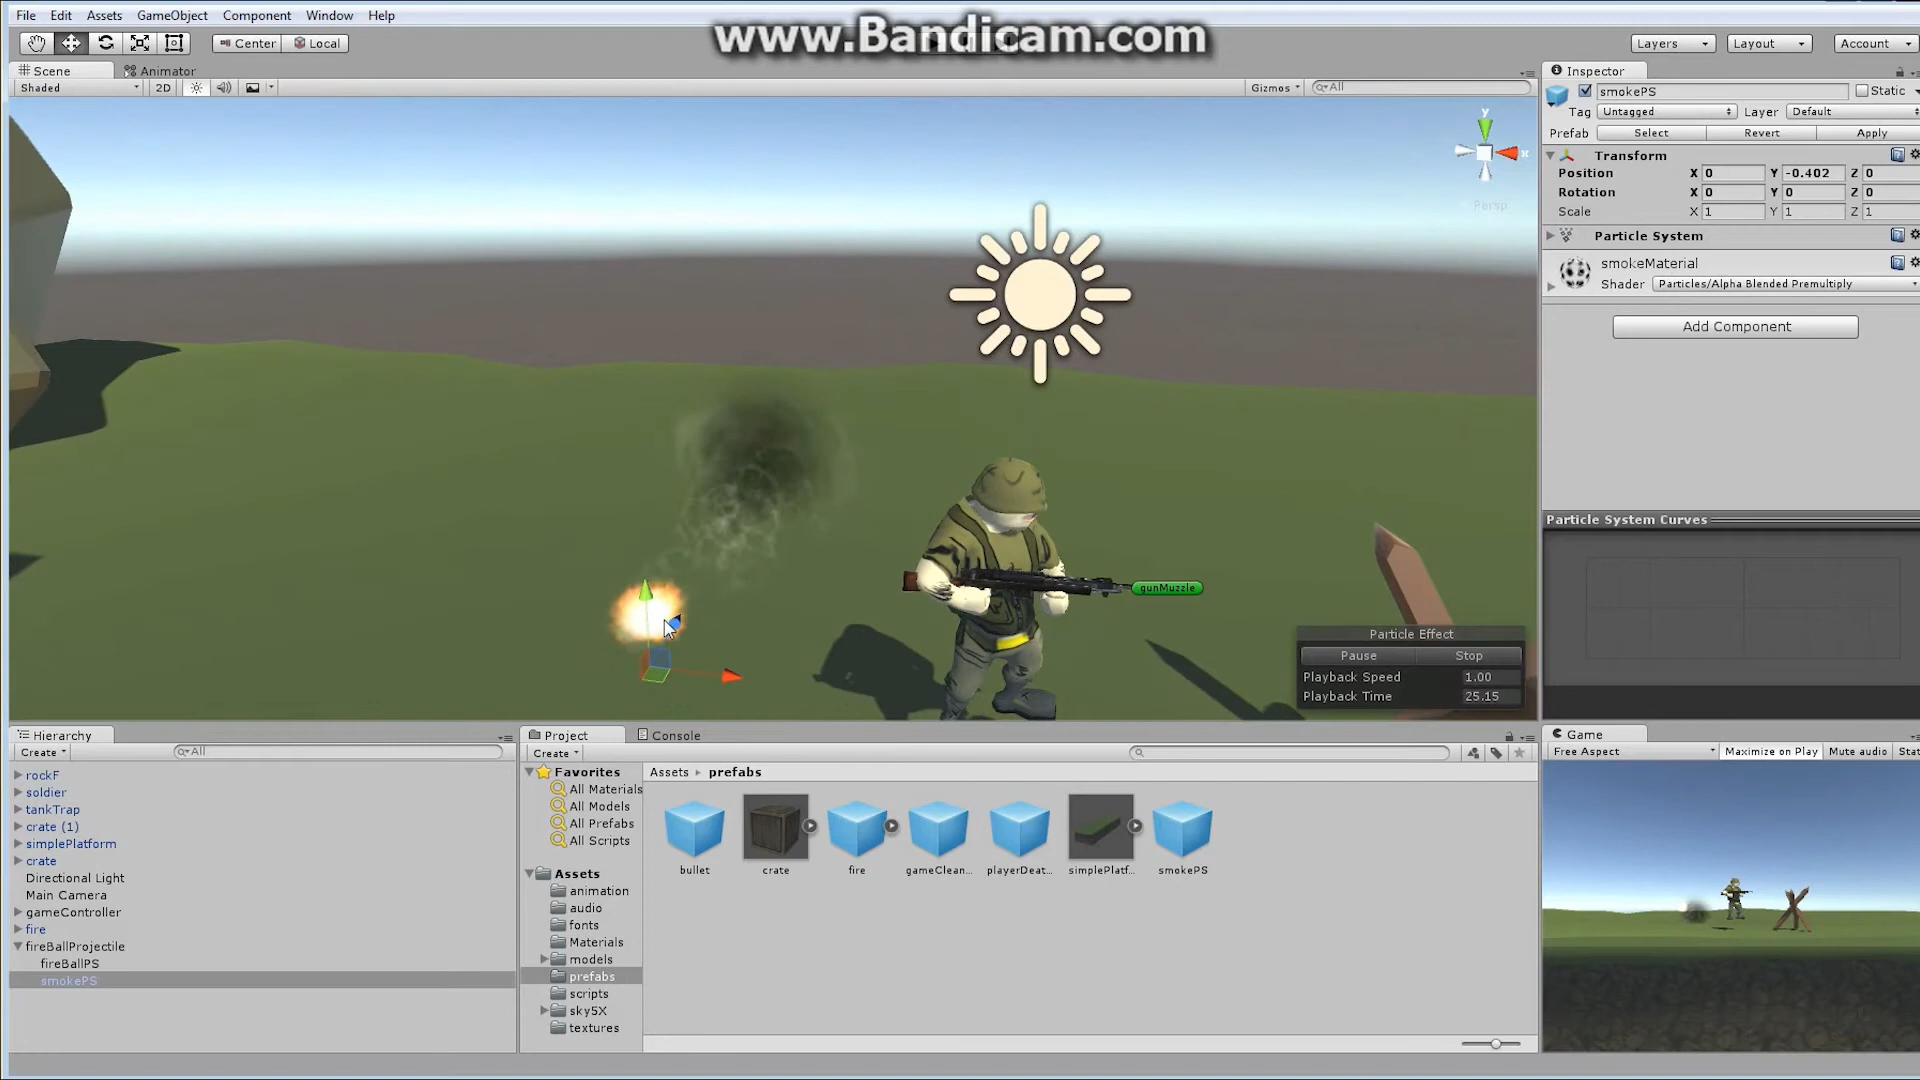 File Edit Assets GameObject Component Window Help
www.Bandicam.com
Center Local
Layers Layout Account
Scene Animator
Shaded 2D Gizmos All
y
x
Persp
gunMuzzle
Particle Effect
Pause Stop
Playback Speed 1.00
Playback Time 25.15
Inspector
smokePS Static
Tag Untagged Layer Default
Prefab Select Revert Apply
Transform
Position X 0 Y -0.402 Z 0
Rotation X 0 Y 0 Z 0
Scale X 1 Y 1 Z 1
Particle System
smokeMaterial
Shader Particles/Alpha Blended Premultiply
Add Component
Particle System Curves
Hierarchy
Create All
rockF
soldier
tankTrap
crate (1)
simplePlatform
crate
Directional Light
Main Camera
gameController
fire
fireBallProjectile
fireBallPS
smokePS
Project Console
Create
Favorites
All Materials
All Models
All Prefabs
All Scripts
Assets
animation
audio
fonts
Materials
models
prefabs
scripts
sky5X
textures
Assets prefabs
bullet crate fire gameClean... playerDeat... simplePlatf... smokePS
Game
Free Aspect Maximize on Play Mute audio Stat